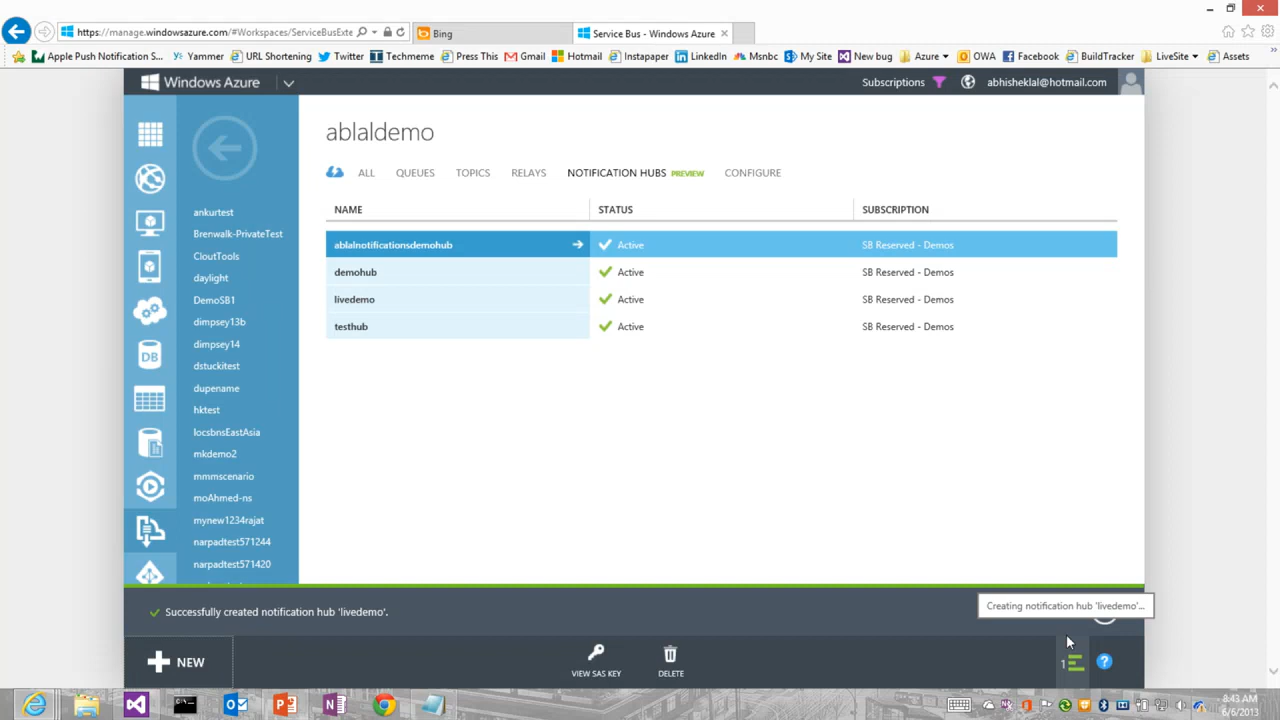 https://manage.windowsazure.com/#Workspaces/ServiceBusExte
Bing
Service Bus - Windows Azure
Apple Push Notification S...
Yammer
URL Shortening
Twitter
Techmeme
Press This
Gmail
Hotmail
Instapaper
LinkedIn
Msnbc
My Site
New bug
Azure
OWA
Facebook
BuildTracker
LiveSite
Assets
Windows Azure
Subscriptions
abhisheklal@hotmail.com
ablaldemo
ALL QUEUES TOPICS RELAYS NOTIFICATION HUBS PREVIEW CONFIGURE
NAME STATUS SUBSCRIPTION
ablalnotificationsdemohub Active SB Reserved - Demos
demohub Active SB Reserved - Demos
livedemo Active SB Reserved - Demos
testhub Active SB Reserved - Demos
ankurtest
Brenwalk-PrivateTest
CloutTools
daylight
DemoSB1
dimpsey13b
dimpsey14
dstuckitest
dupename
hktest
locsbnsEastAsia
mkdemo2
mmmscenario
moAhmed-ns
mynew1234rajat
narpadtest571244
narpadtest571420
DB
Successfully created notification hub 'livedemo'.
Creating notification hub 'livedemo'...
NEW
VIEW SAS KEY
DELETE
1
?
8:43 AM
6/6/2013